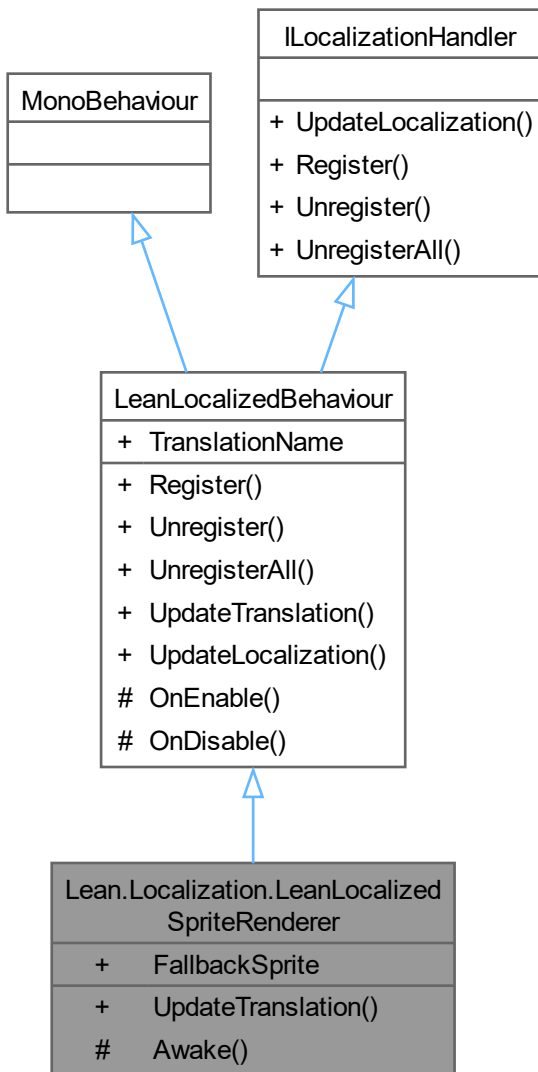 ILocalizationHandler
+ UpdateLocalization()
+ Register()
+ Unregister()
+ UnregisterAll()
MonoBehaviour
LeanLocalizedBehaviour
+ TranslationName
+ Register()
+ Unregister()
+ UnregisterAll()
+ UpdateTranslation()
+ UpdateLocalization()
# OnEnable()
# OnDisable()
Lean.Localization.LeanLocalized
SpriteRenderer
+ FallbackSprite
+ UpdateTranslation()
# Awake()